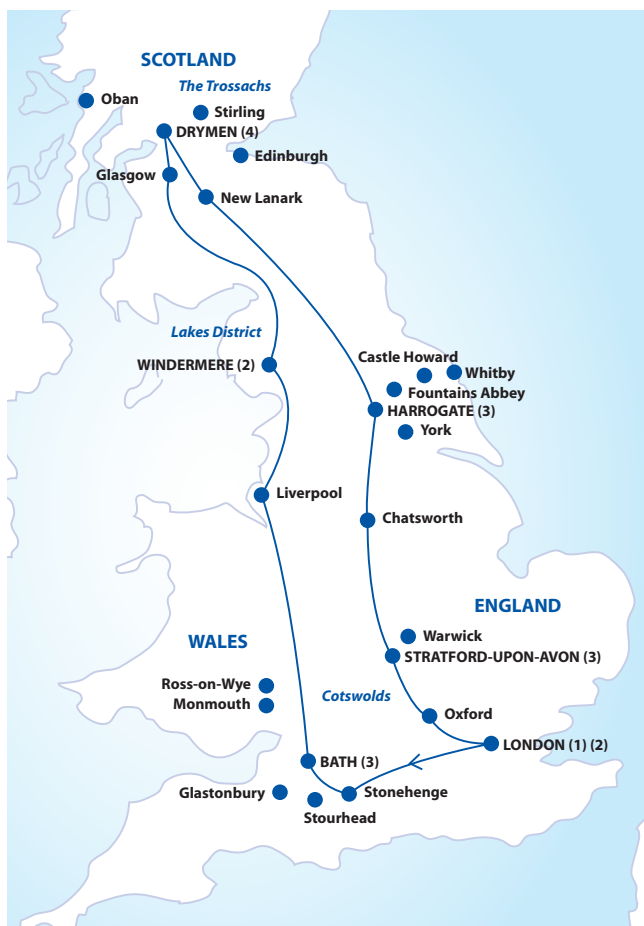 SCOTLAND
The Trossachs
Oban
Stirling
DRYMEN (4)
Edinburgh
Glasgow
New Lanark
Lakes District
WINDERMERE (2)
Castle Howard
Whitby
Fountains Abbey
HARROGATE (3)
York
Liverpool
Chatsworth
ENGLAND
WALES
Warwick
STRATFORD-UPON-AVON (3)
Ross-on-Wye
Monmouth
Cotswolds
Oxford
LONDON (1) (2)
BATH (3)
Glastonbury
Stonehenge
Stourhead